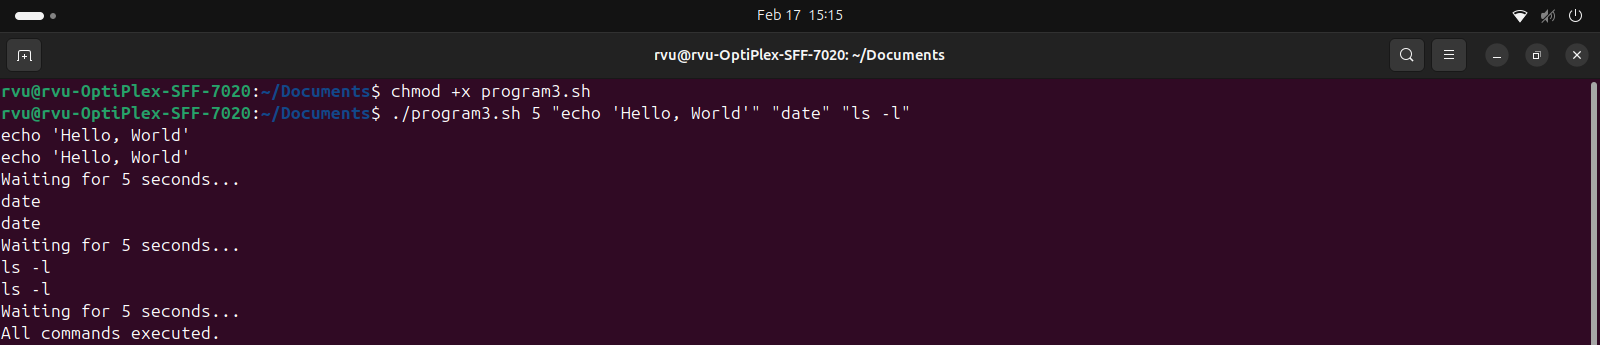 Feb 17 15:15
rvu@rvu-OptiPlex-SFF-7020: ~/Documents
rvu@rvu-OptiPlex-SFF-7020:~/Documents$ chmod +x program3.sh
rvu@rvu-OptiPlex-SFF-7020:~/Documents$ ./program3.sh 5 "echo 'Hello, World'" "date" "ls -l"
echo 'Hello, World'
echo 'Hello, World'
Waiting for 5 seconds...
date
date
Waiting for 5 seconds...
ls -l
ls -l
Waiting for 5 seconds...
All commands executed.